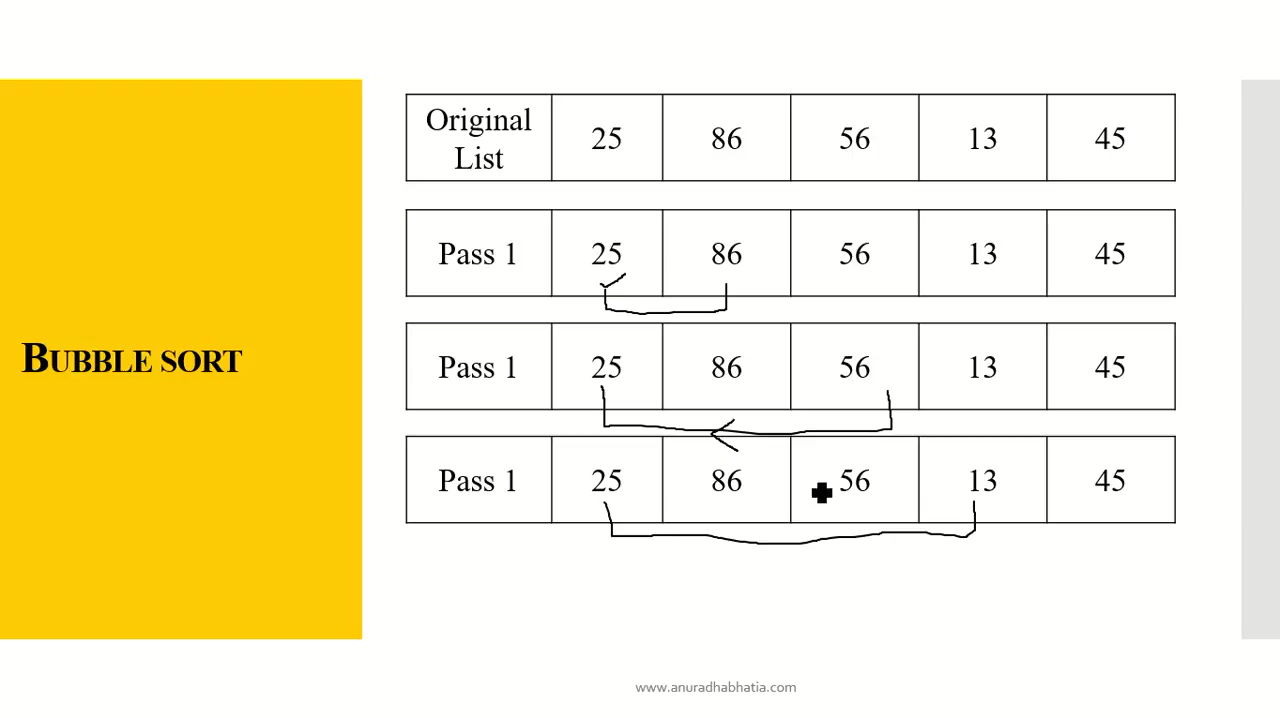 BUBBLE SORT
Original
List 25 86 56 13 45
Pass 1 25 86 56 13 45
Pass 1 25 86 56 13 45
Pass 1 25 86 56 13 45
www.anuradhabhatia.com